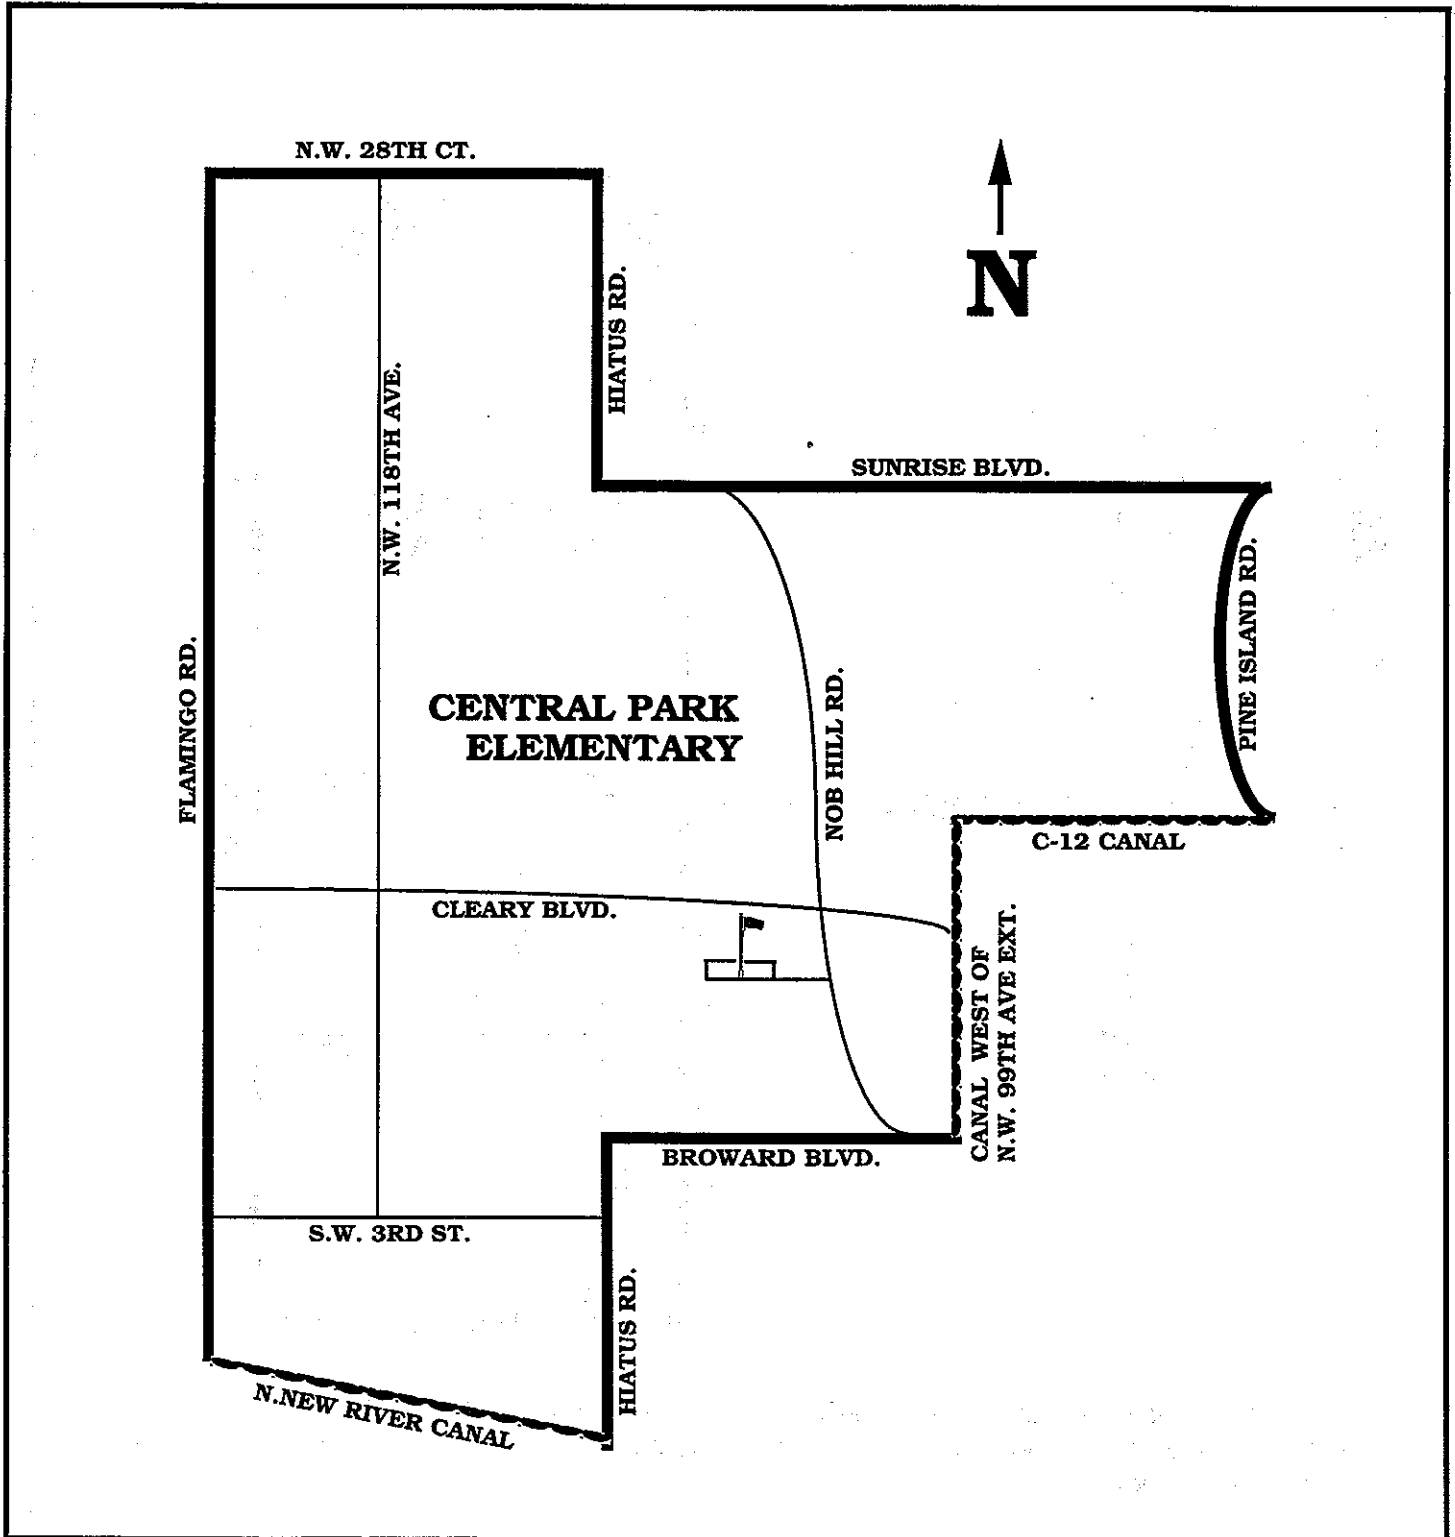 N.W. 28TH CT.
HIATUS RD.
N
N.W. 118TH AVE.
SUNRISE BLVD.
PINE ISLAND RD.
FLAMINGO RD.
CENTRAL PARK
ELEMENTARY
NOB HILL RD.
C-12 CANAL
CLEARY BLVD.
CANAL WEST OF
N.W. 99TH AVE EXT.
BROWARD BLVD.
S.W. 3RD ST.
HIATUS RD.
N.NEW RIVER CANAL